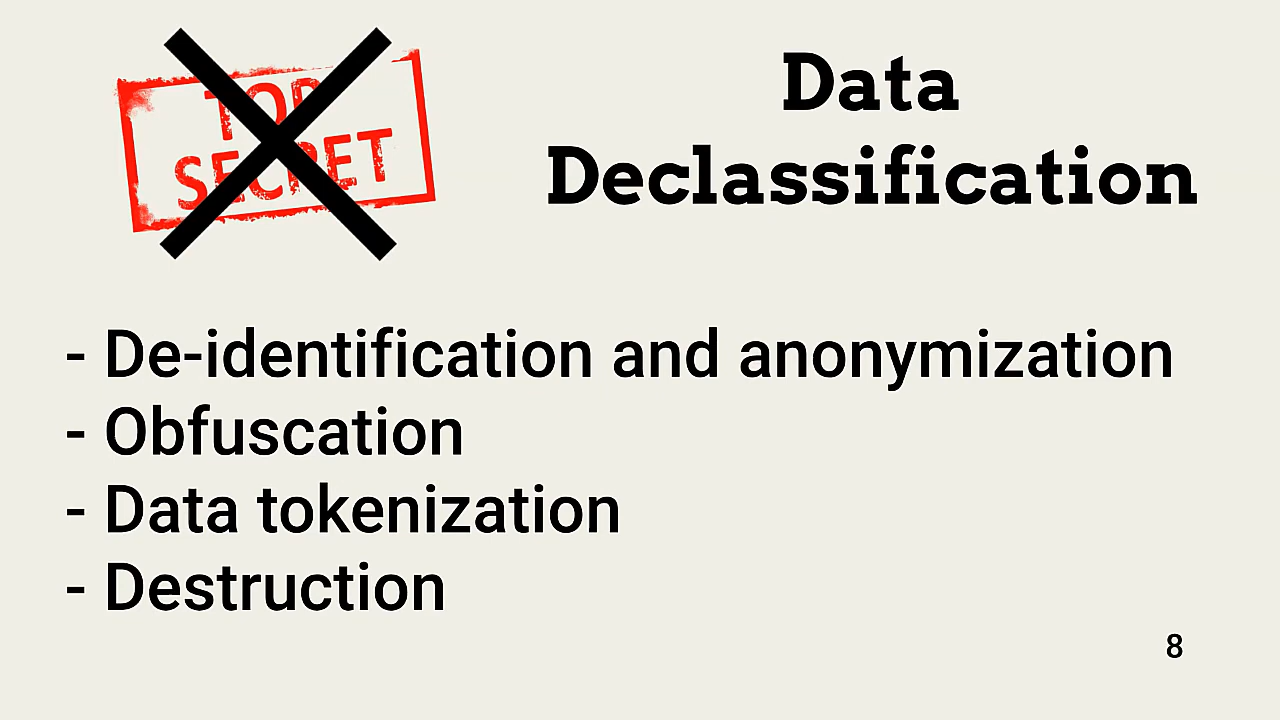 TOP
SECRET
Data
Declassification
- De-identification and anonymization
- Obfuscation
- Data tokenization
- Destruction
8